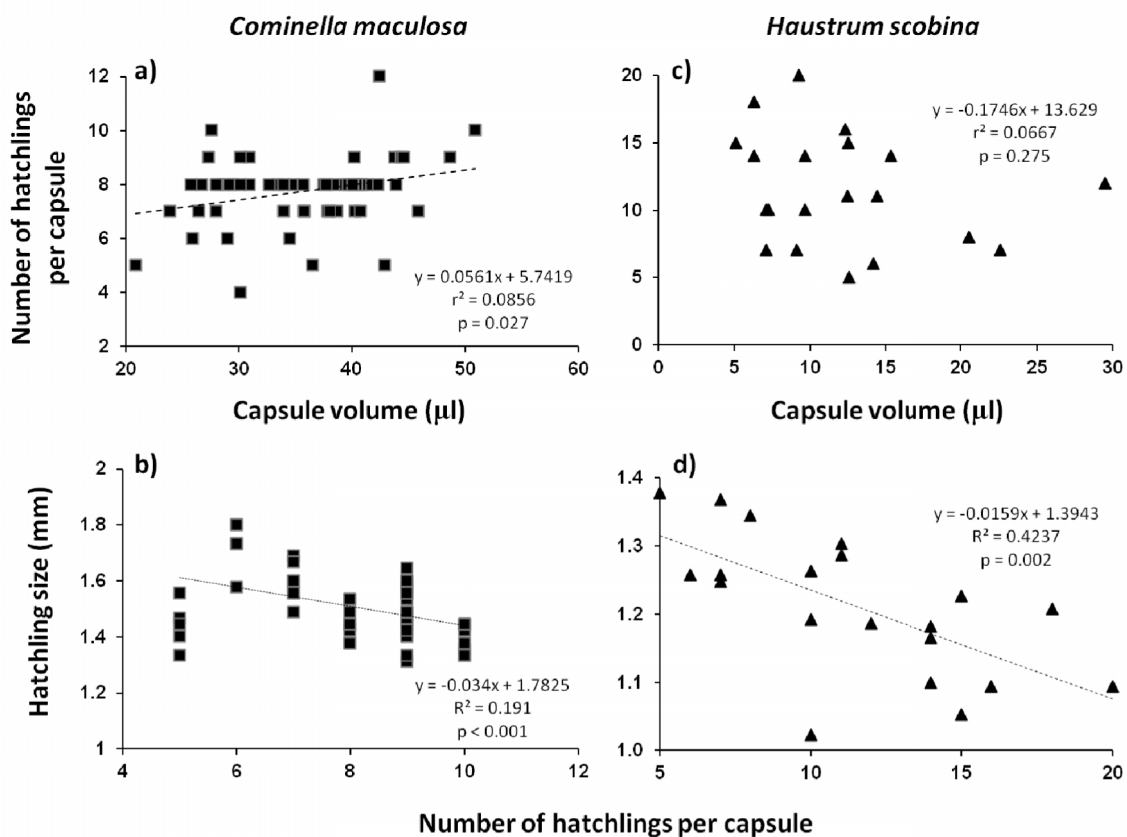 Cominella maculosa
Haustrum scobina
a)
Number of hatchlings
per capsule
12
10
8
6
4
2
20
30
40
50
60
y = 0.0561x + 5.7419
r² = 0.0856
p = 0.027
Capsule volume (µl)
c)
20
15
10
5
0
0
5
10
15
20
25
30
y = -0.1746x + 13.629
r² = 0.0667
p = 0.275
Capsule volume (µl)
b)
Hatchling size (mm)
2
1.8
1.6
1.4
1.2
1
4
6
8
10
12
y = -0.034x + 1.7825
R² = 0.191
p < 0.001
d)
1.4
1.3
1.2
1.1
1.0
5
10
15
20
y = -0.0159x + 1.3943
R² = 0.4237
p = 0.002
Number of hatchlings per capsule